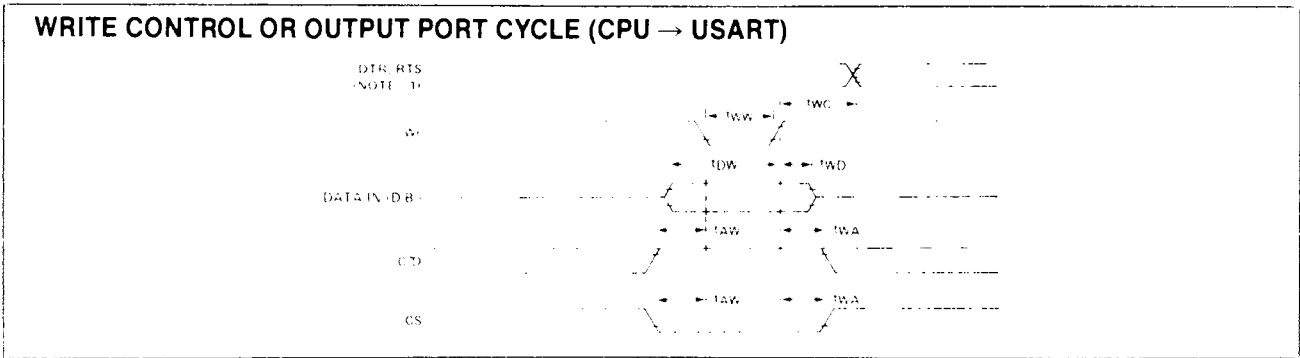 WRITE CONTROL OR OUTPUT PORT CYCLE (CPU → USART)
DTR, RTS
(NOTE 1)
tWC
tWW
tDW tWD
DATA IN (D.B.)
tAW tWA
C/D
tAW tWA
CS